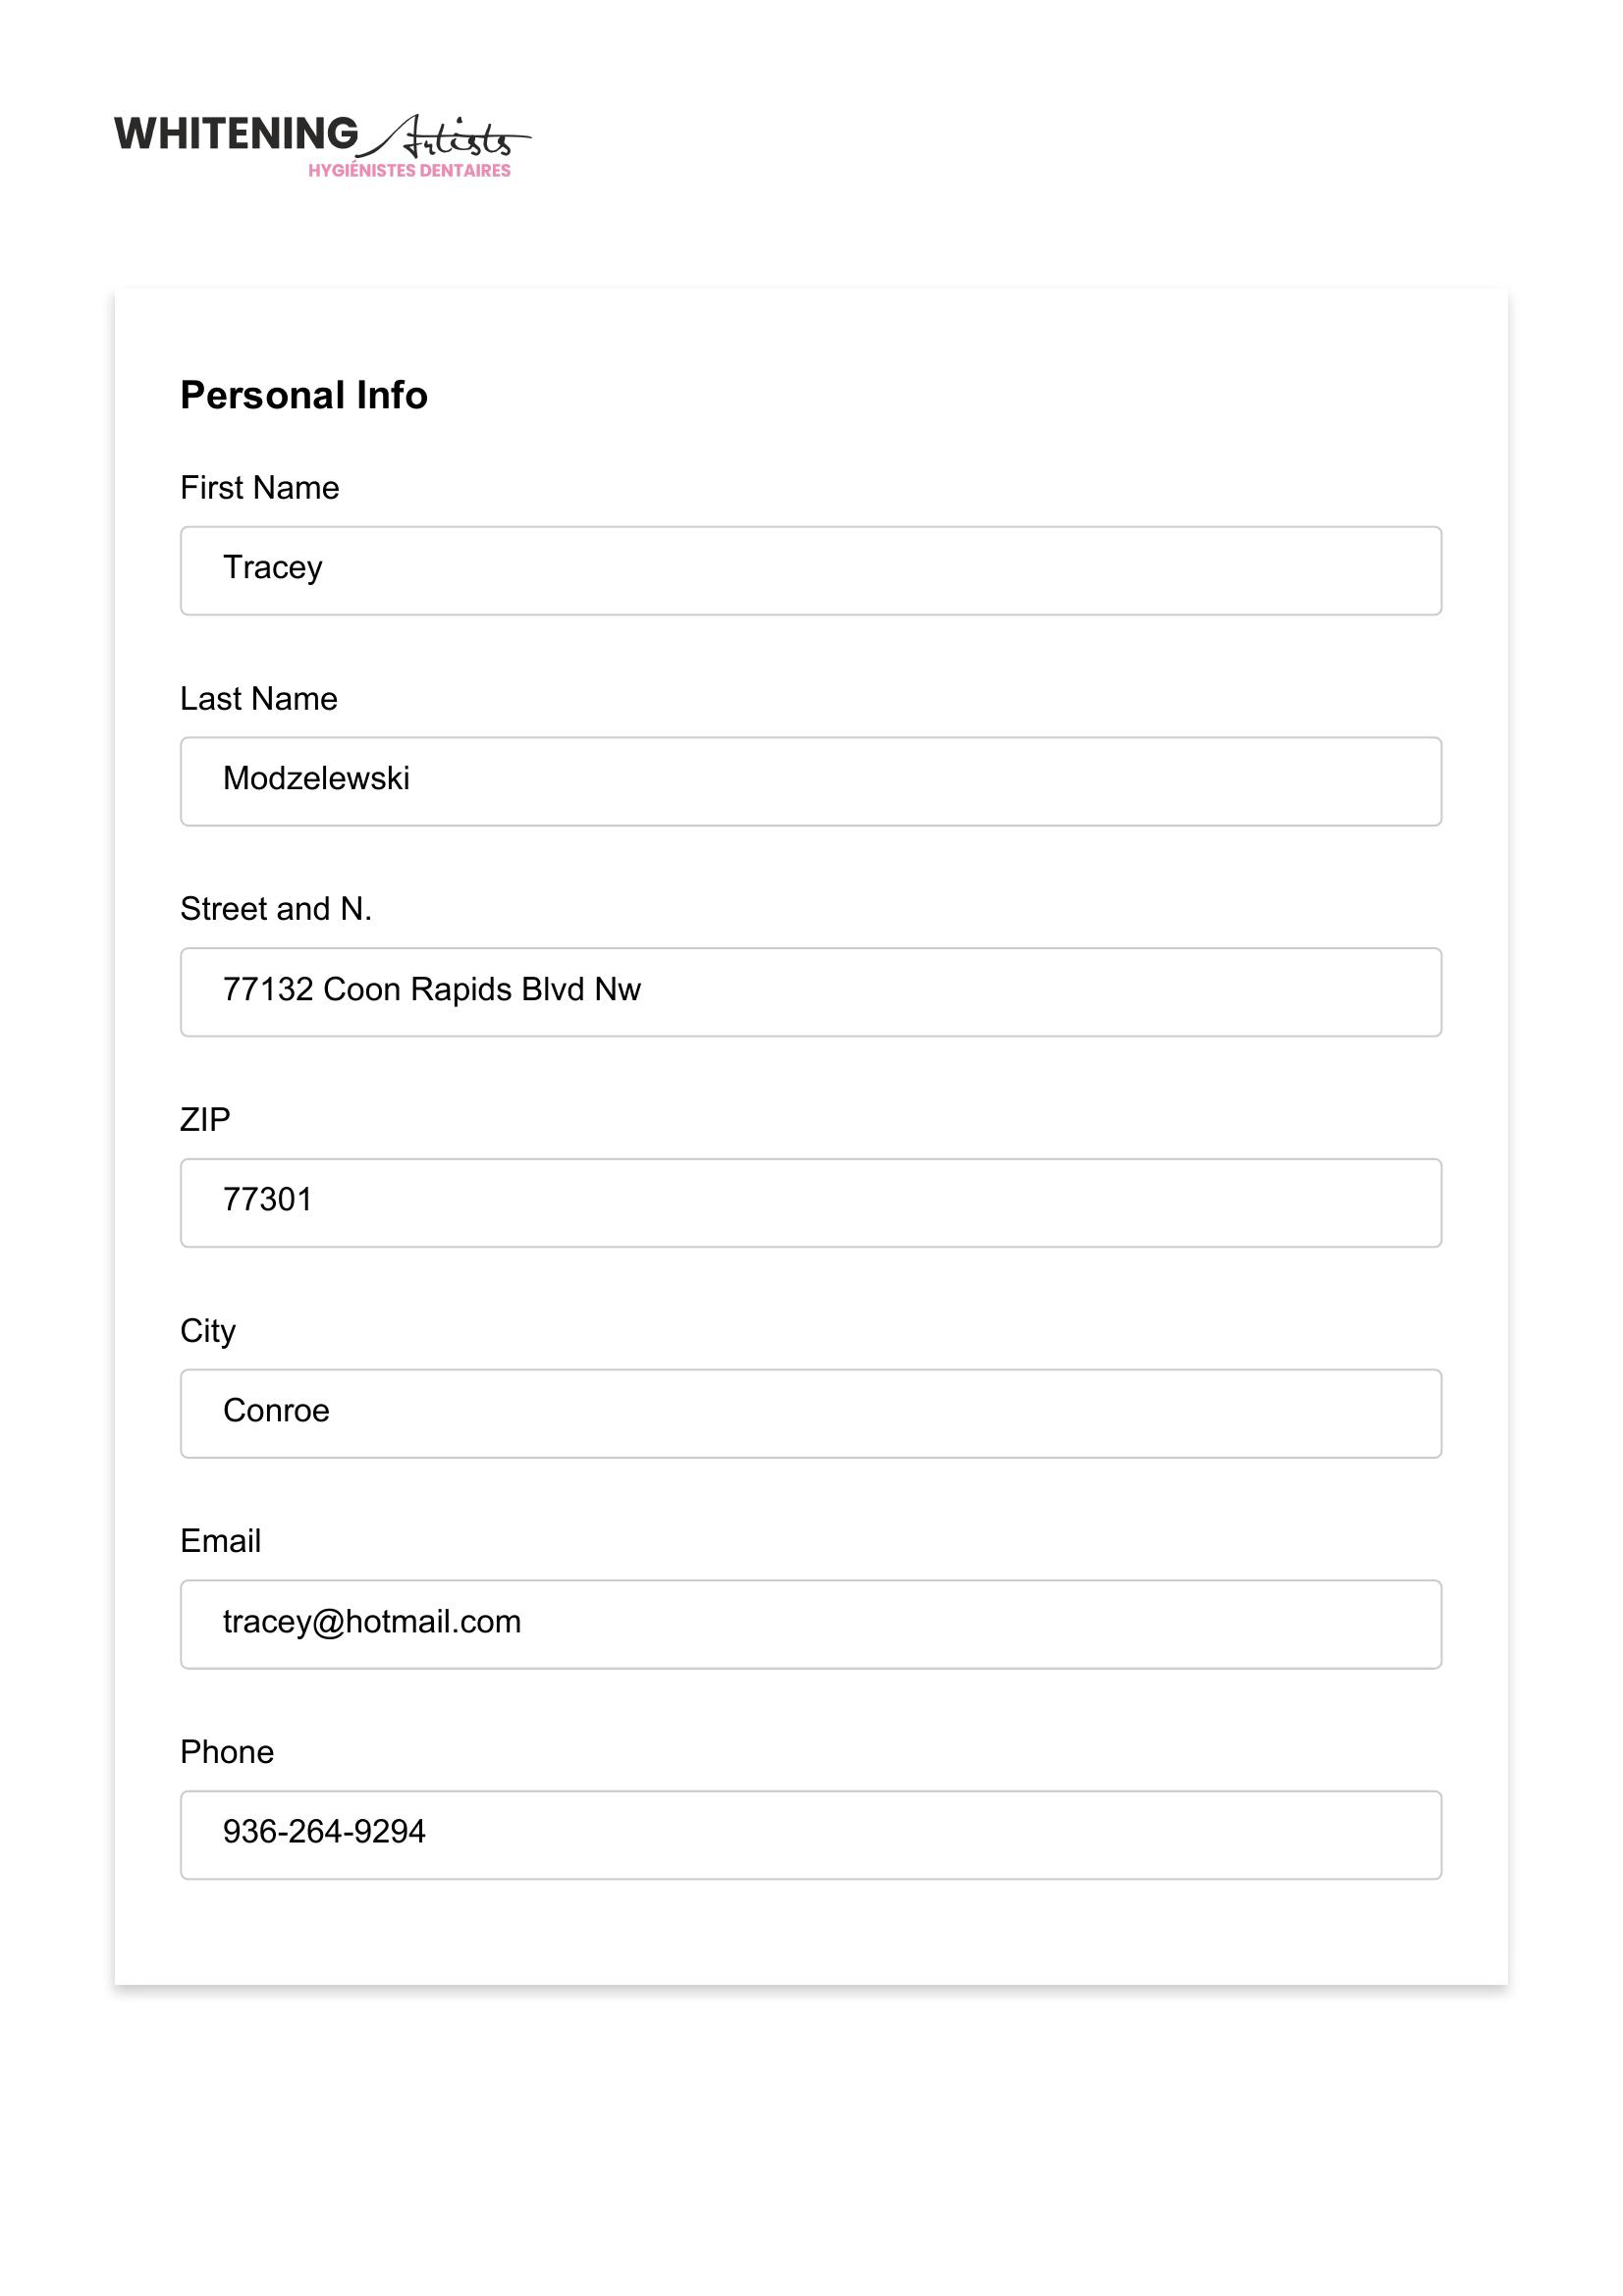 WHITENING Artists
HYGIÉNISTES DENTAIRES
Personal Info
First Name
Tracey
Last Name
Modzelewski
Street and N.
77132 Coon Rapids Blvd Nw
ZIP
77301
City
Conroe
Email
tracey@hotmail.com
Phone
936-264-9294